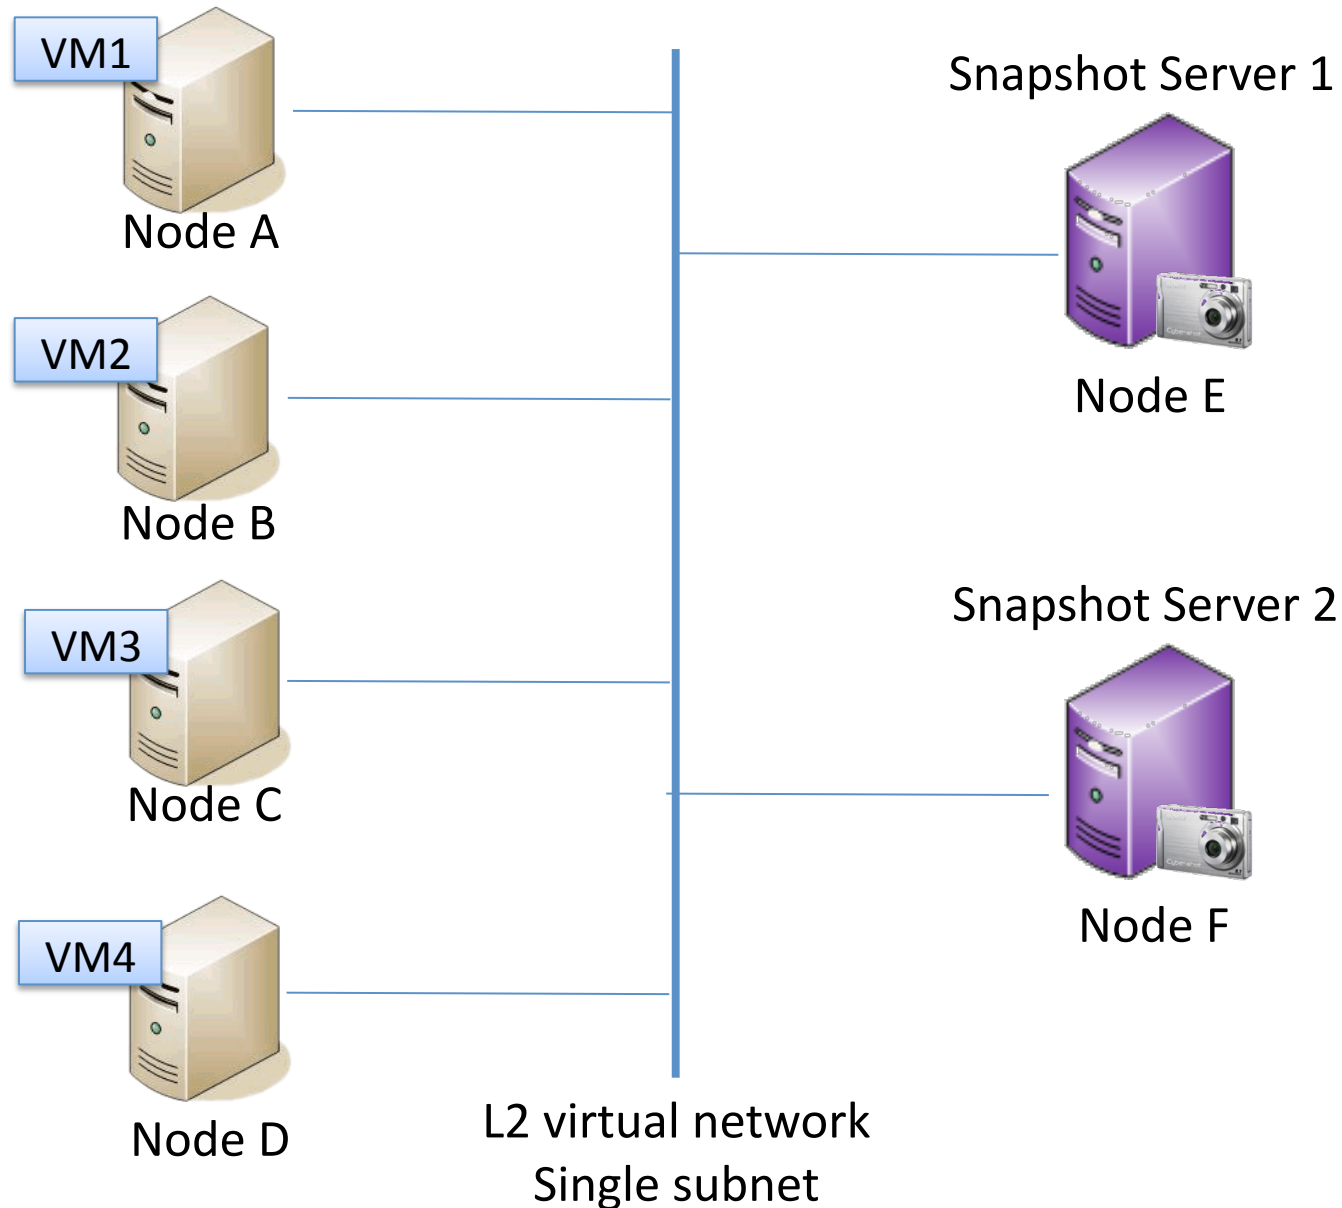 VM1
Node A
VM2
Node B
VM3
Node C
VM4
Node D
L2 virtual network
Single subnet
Snapshot Server 1
Node E
Snapshot Server 2
Node F